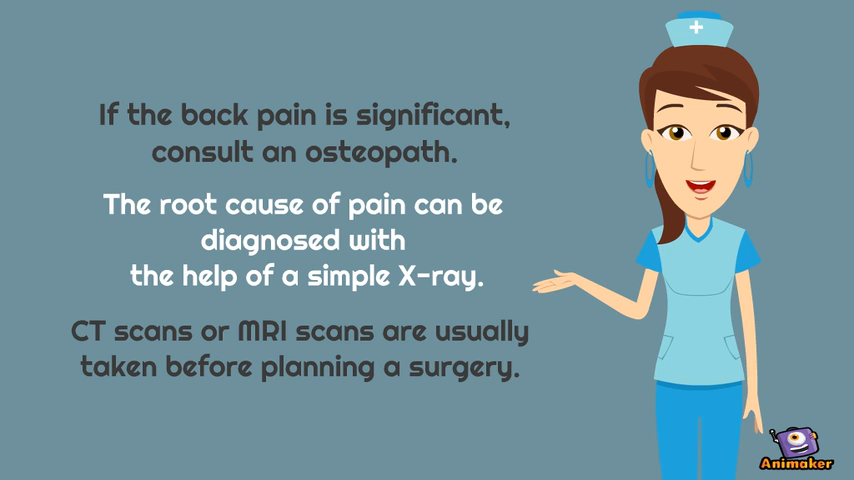 If the back pain is significant,
consult an osteopath.
The root cause of pain can be
diagnosed with
the help of a simple X-ray.
CT scans or MRI scans are usually
taken before planning a surgery.
Animaker